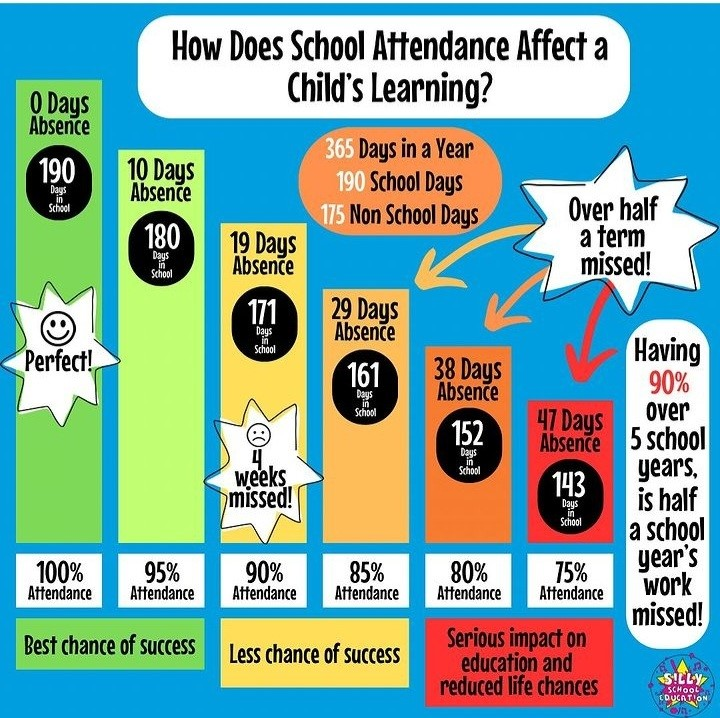 How Does School Attendance Affect a
Child's Learning?
0 Days
Absence
190
Days
in
School
Perfect!
10 Days
Absence
180
Days
in
School
19 Days
Absence
171
Days
in
School
4
weeks
missed!
29 Days
Absence
161
Days
in
School
38 Days
Absence
152
Days
in
School
47 Days
Absence
143
Days
in
School
365 Days in a Year
190 School Days
175 Non School Days
Over half
a term
missed!
Having
90%
over
5 school
years,
is half
a school
year's
work
missed!
100%
Attendance
95%
Attendance
90%
Attendance
85%
Attendance
80%
Attendance
75%
Attendance
Best chance of success
Less chance of success
Serious impact on
education and
reduced life chances
SILLY
SCHOOL
EDUCATION